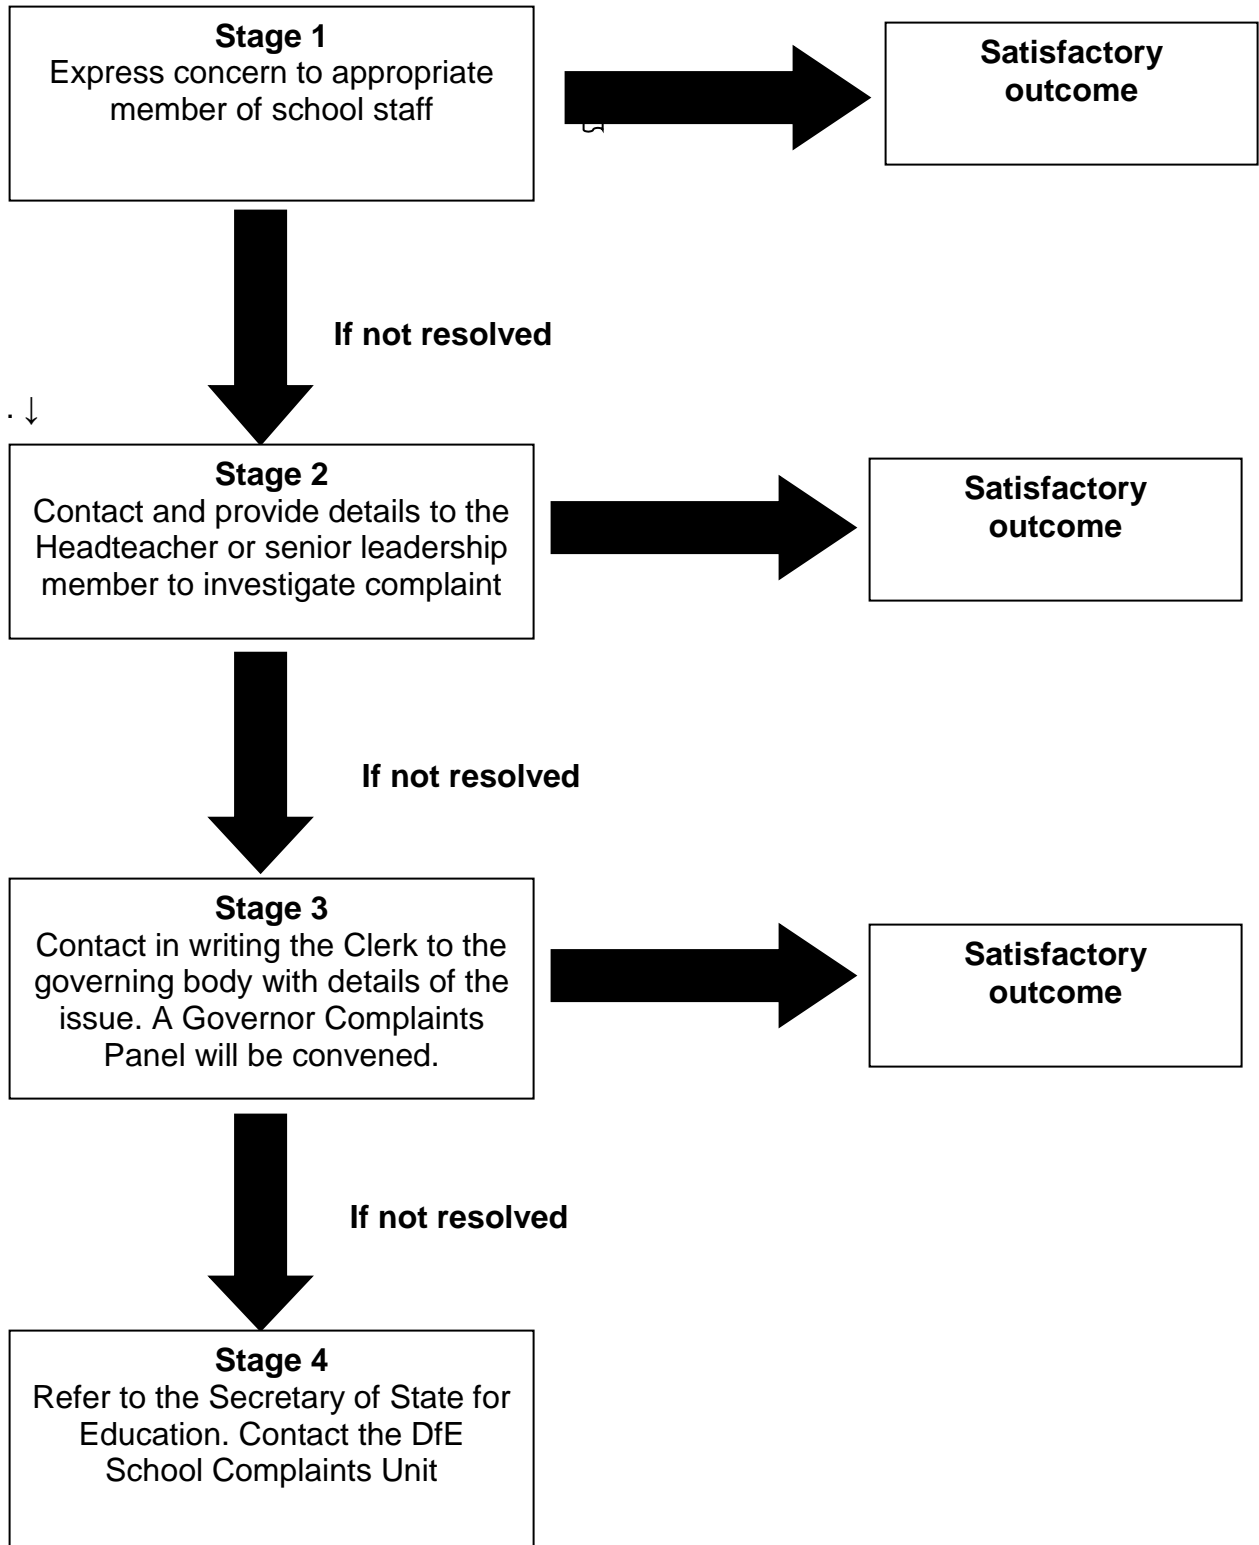 Stage 1
Express concern to appropriate
member of school staff
Satisfactory
outcome
If not resolved
. ↓
Stage 2
Contact and provide details to the
Headteacher or senior leadership
member to investigate complaint
Satisfactory
outcome
If not resolved
Stage 3
Contact in writing the Clerk to the
governing body with details of the
issue. A Governor Complaints
Panel will be convened.
Satisfactory
outcome
If not resolved
Stage 4
Refer to the Secretary of State for
Education. Contact the DfE
School Complaints Unit